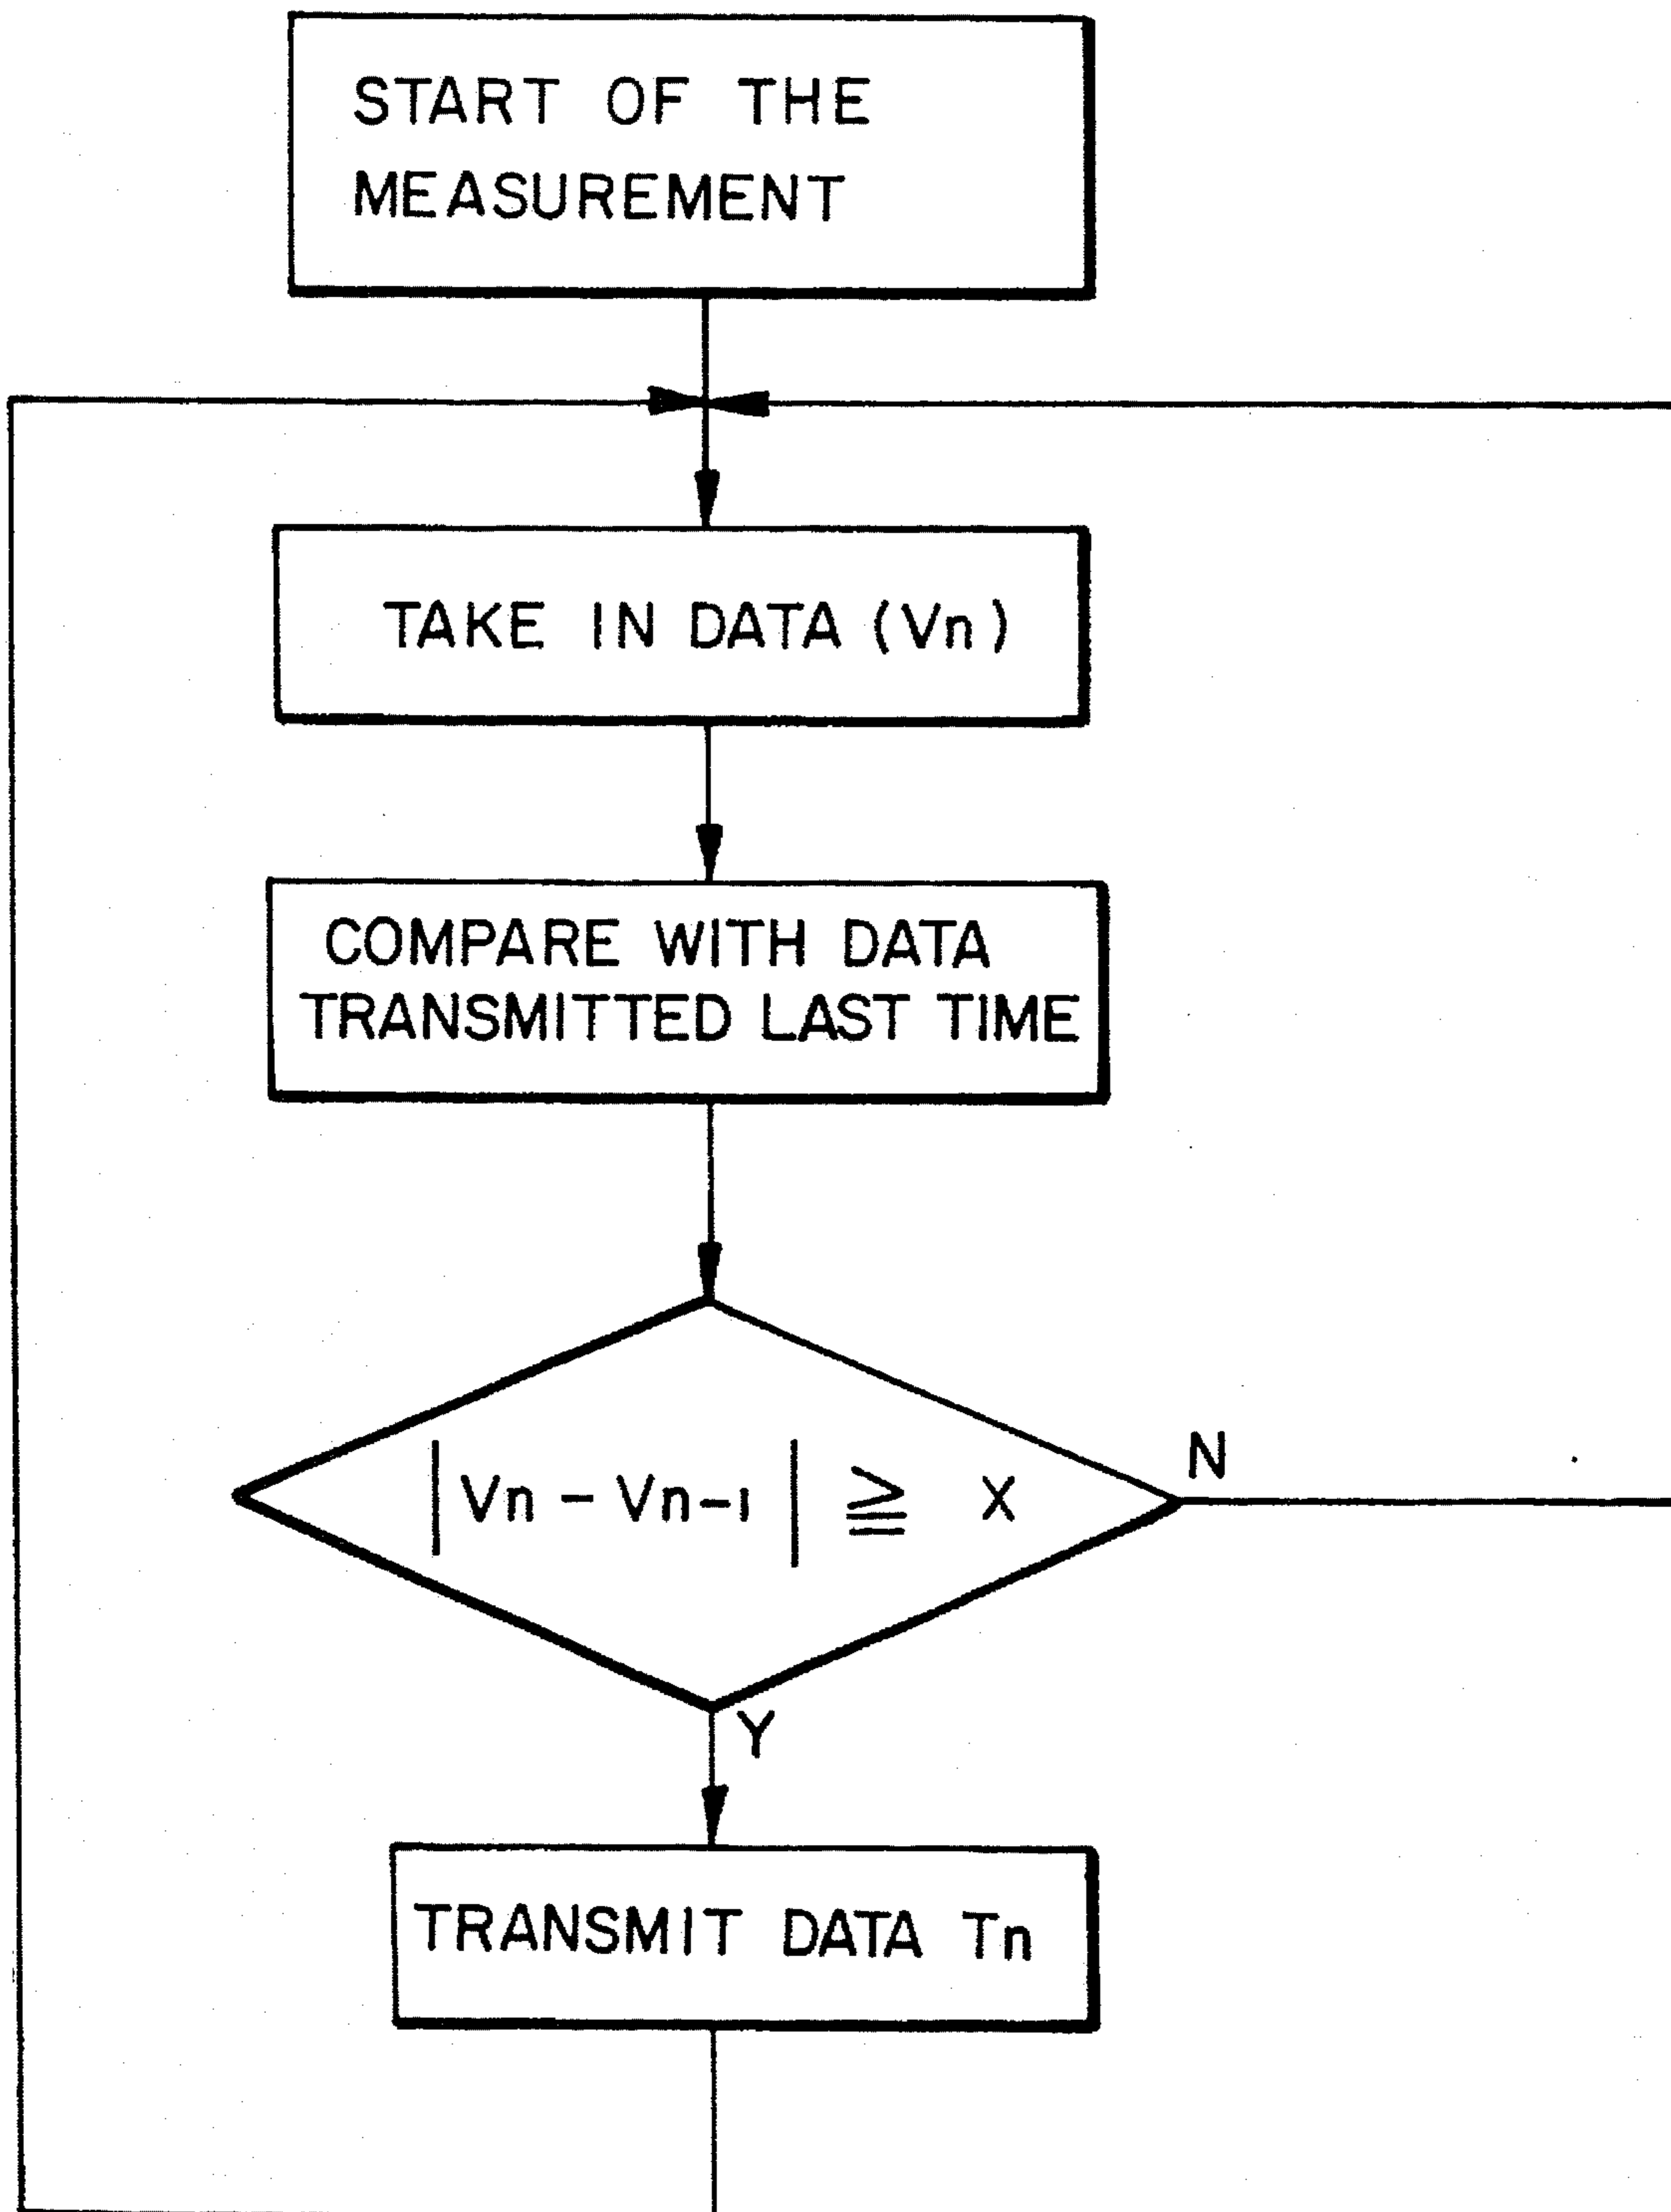 START OF THE
MEASUREMENT
TAKE IN DATA (Vn)
COMPARE WITH DATA
TRANSMITTED LAST TIME
|Vn - Vn-1| ≧ X
N
Y
TRANSMIT DATA Tn